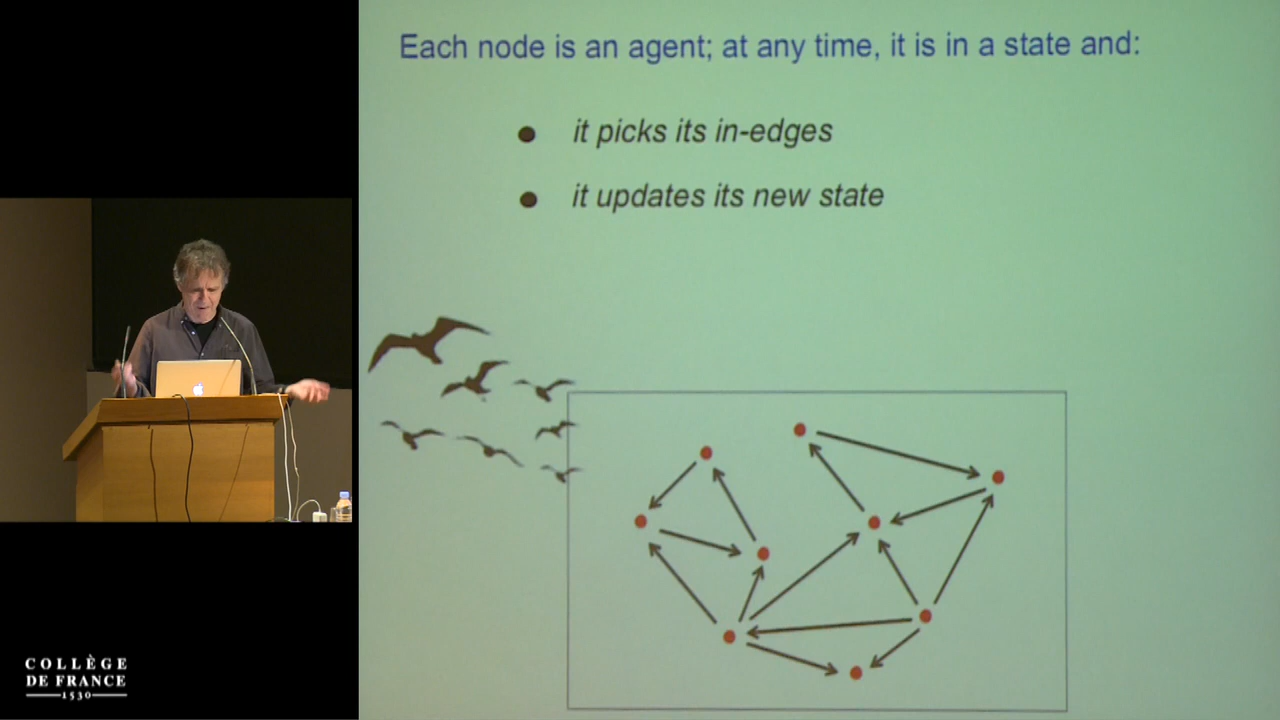 Each node is an agent; at any time, it is in a state and:
it picks its in-edges
it updates its new state
COLLÈGE
DE FRANCE
1530